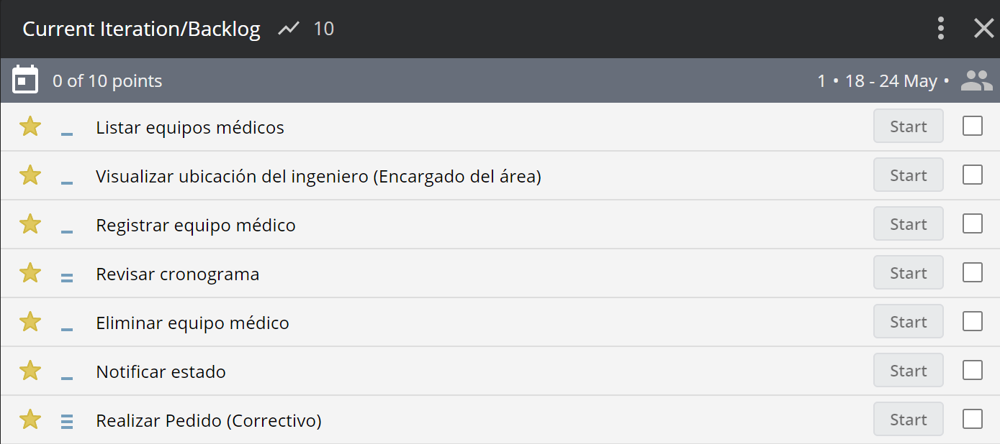 Current Iteration/Backlog 10
0 of 10 points 1 • 18 - 24 May •
Listar equipos médicos Start
Visualizar ubicación del ingeniero (Encargado del área) Start
Registrar equipo médico Start
Revisar cronograma Start
Eliminar equipo médico Start
Notificar estado Start
Realizar Pedido (Correctivo) Start